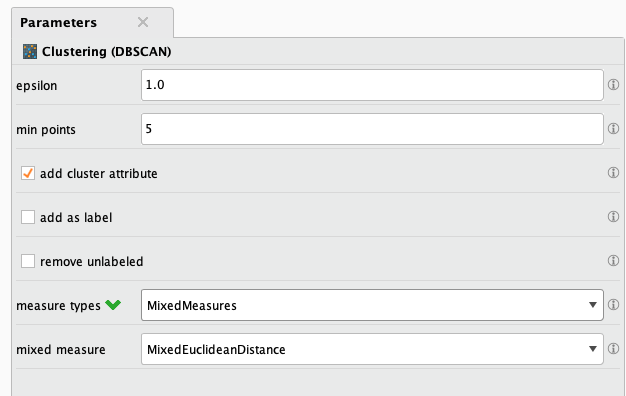 Parameters
Clustering (DBSCAN)
epsilon 1.0
min points 5
add cluster attribute
add as label
remove unlabeled
measure types MixedMeasures
mixed measure MixedEuclideanDistance